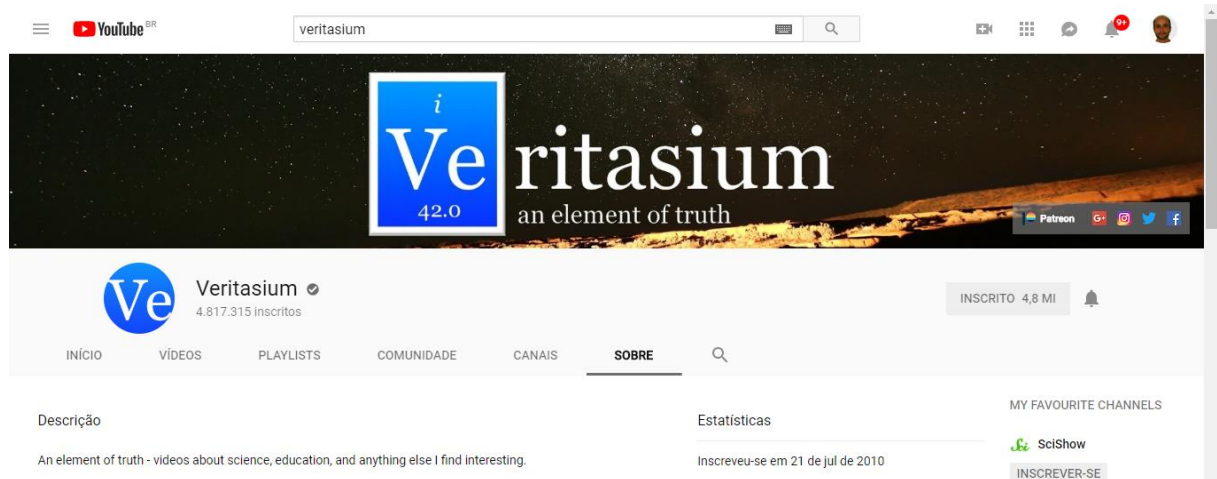 YouTube BR
veritasium
9+
i
Ve ritasium
42.0
an element of truth
Patreon G+
Ve
Veritasium
4.817.315 inscritos
INSCRITO 4,8 MI
INÍCIO VÍDEOS PLAYLISTS COMUNIDADE CANAIS SOBRE
Descrição
An element of truth - videos about science, education, and anything else I find interesting.
Estatísticas
Inscreveu-se em 21 de jul de 2010
MY FAVOURITE CHANNELS
Sci SciShow
INSCREVER-SE